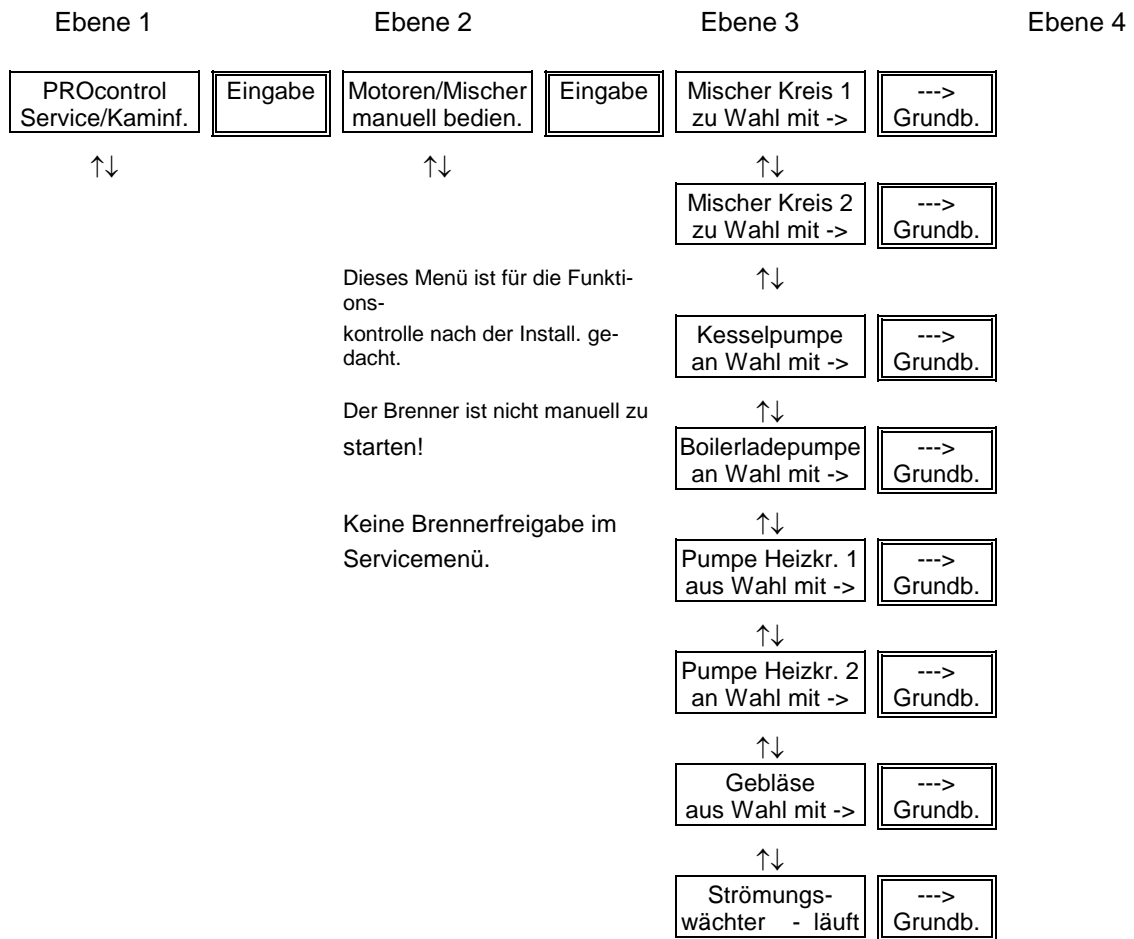 Ebene 1 Ebene 2 Ebene 3 Ebene 4
PROcontrol Eingabe Motoren/Mischer Eingabe Mischer Kreis 1 --->
Service/Kaminf. manuell bedien. zu Wahl mit -> Grundb.
↑↓ ↑↓ ↑↓
Mischer Kreis 2 --->
zu Wahl mit -> Grundb.
Dieses Menü ist für die Funkti- ↑↓
ons-
kontrolle nach der Install. ge- Kesselpumpe --->
dacht. an Wahl mit -> Grundb.
Der Brenner ist nicht manuell zu ↑↓
starten! Boilerladepumpe --->
an Wahl mit -> Grundb.
Keine Brennerfreigabe im ↑↓
Servicemenü. Pumpe Heizkr. 1 --->
aus Wahl mit -> Grundb.
↑↓
Pumpe Heizkr. 2 --->
an Wahl mit -> Grundb.
↑↓
Gebläse --->
aus Wahl mit -> Grundb.
↑↓
Strömungs- --->
wächter - läuft Grundb.